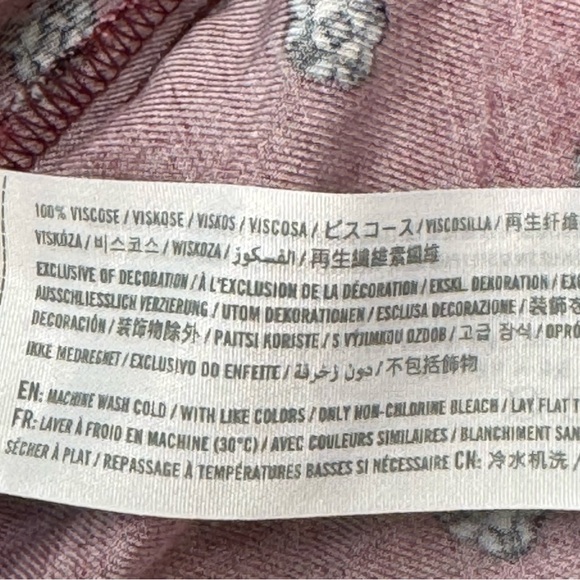 100% VISCOSE / VISKOSE / VISKOS / VISCOSA / ビスコース / VISCOSILLA / 再生纤维
VISKÓZA / 비스코스 / WISKOZA / الفسكوز / 再生纖維素纖維
EXCLUSIVE OF DECORATION / À L'EXCLUSION DE LA DÉCORATION / EKSKL. DEKORATION / EX
AUSSCHLIESSLICH VERZIERUNG / UTOM DEKORATIONEN / ESCLUSA DECORAZIONE / 装飾
DECORACIÓN / 装饰物除外 / PAITSI KORISTE / S VÝJIMKOU OZDOB / 고급 장식 / OPRÓ
IKKE MEDREGNET / EXCLUSIVO DO ENFEITE / دون زخرفة / 不包括飾物
EN: MACHINE WASH COLD / WITH LIKE COLORS / ONLY NON-CHLORINE BLEACH / LAY FLAT T
FR: LAVER À FROID EN MACHINE (30°C) / AVEC COULEURS SIMILAIRES / BLANCHIMENT SAN
SÉCHER À PLAT / REPASSAGE À TEMPÉRATURES BASSES SI NÉCESSAIRE CN: 冷水机洗 /